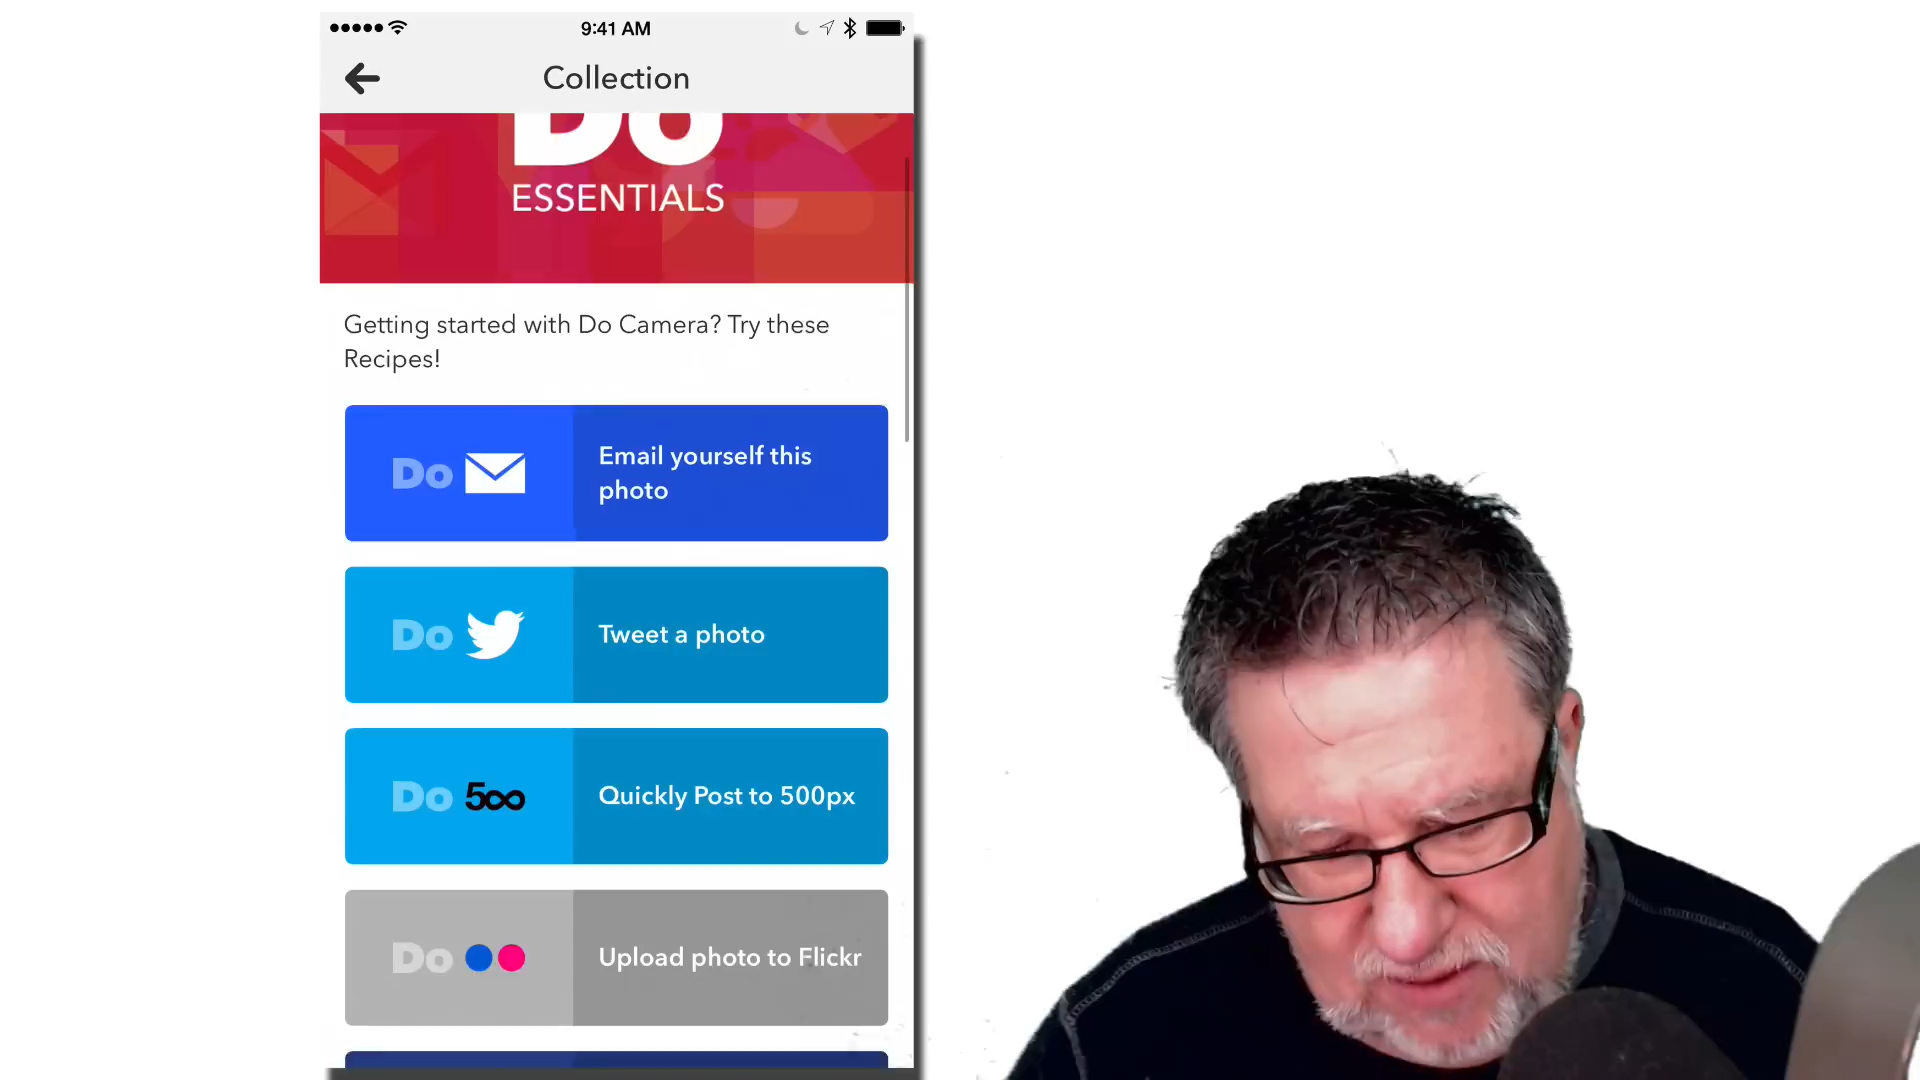 9:41 AM
Collection
Do
ESSENTIALS
Getting started with Do Camera? Try these
Recipes!
Do
Email yourself this
photo
Do
Tweet a photo
Do 500
Quickly Post to 500px
Do
Upload photo to Flickr